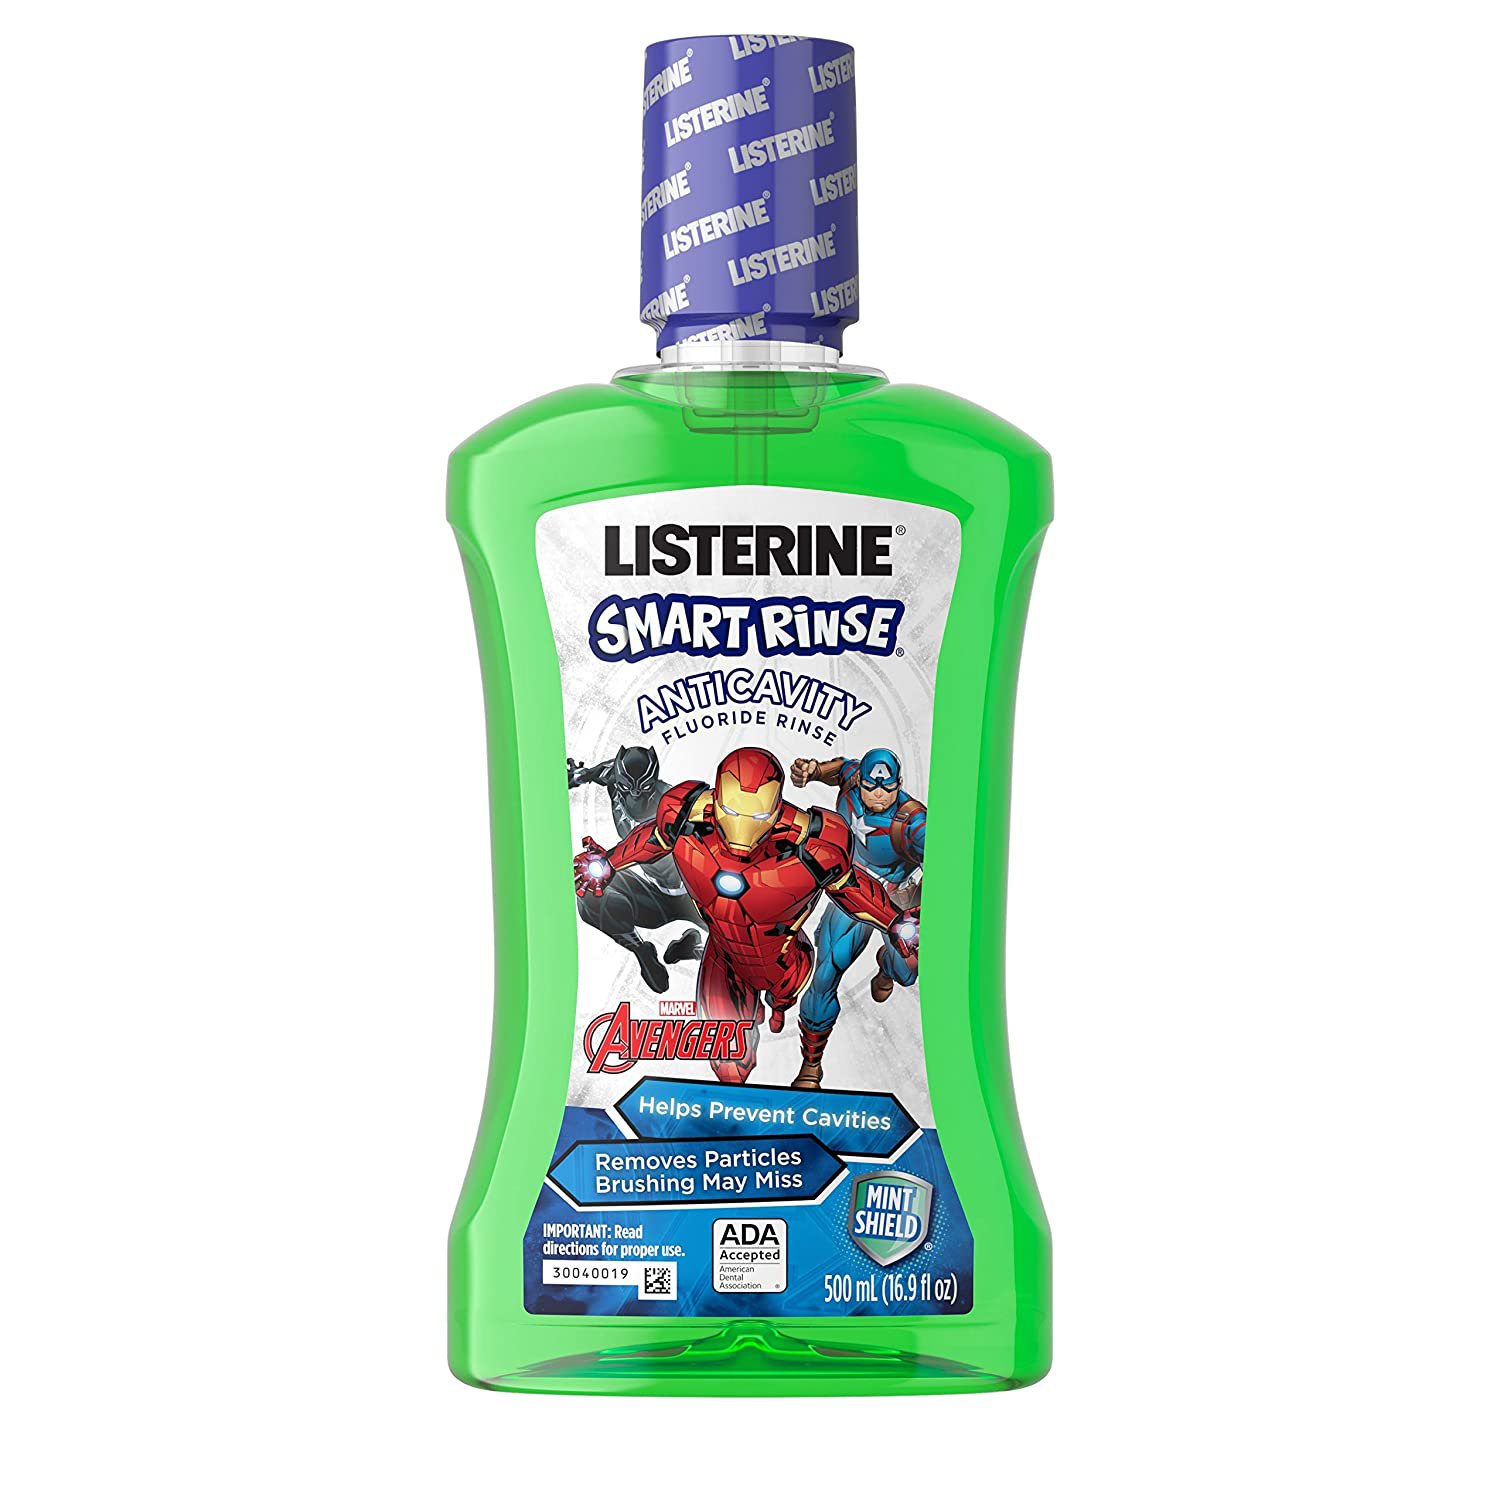 LISTERINE®
LISTERINE®
LISTERINE®
LISTERINE®
LISTERINE®
SMART RiNSE®
ANTICAVITY
FLUORIDE RINSE
MARVEL
AVENGERS
Helps Prevent Cavities
Removes Particles
Brushing May Miss
MINT
SHIELD®
IMPORTANT: Read
directions for proper use.
30040019
ADA
Accepted
American
Dental
Association ®
500 mL (16.9 fl oz)